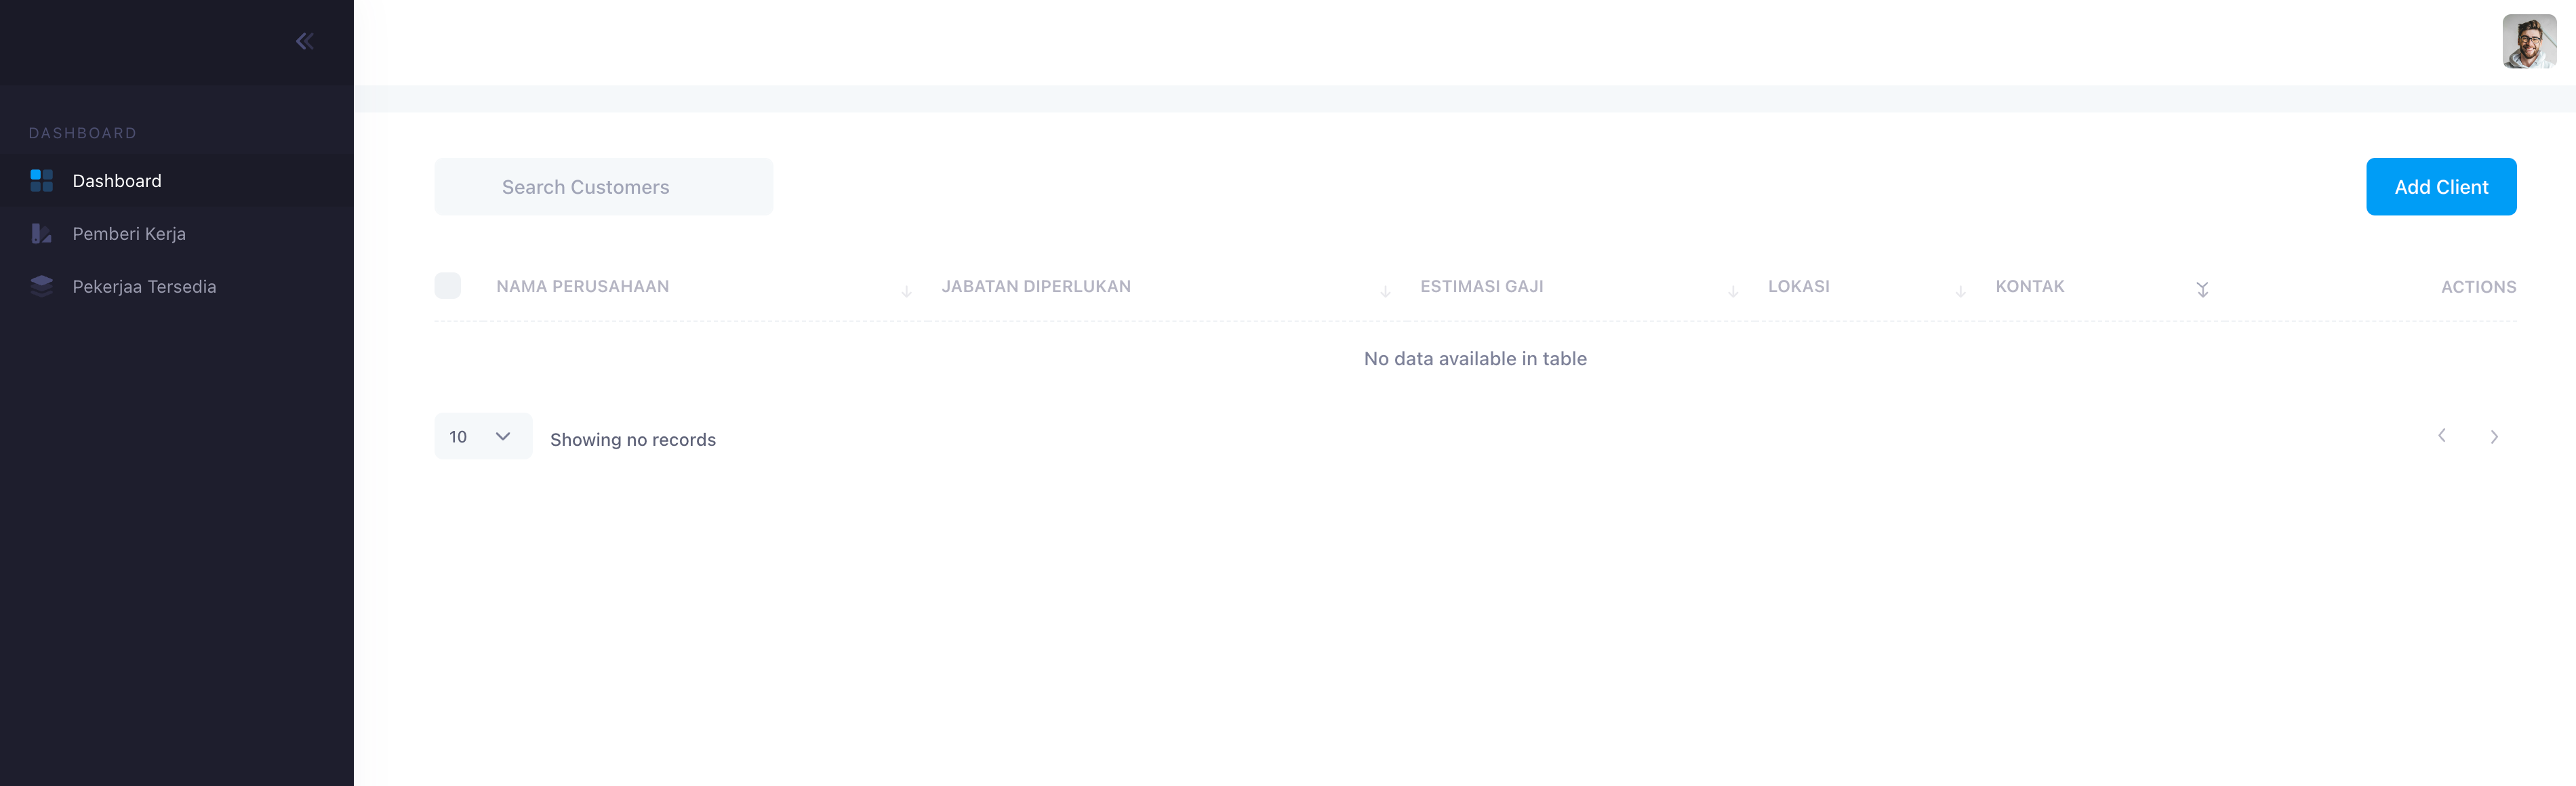 DASHBOARD
Dashboard
Pemberi Kerja
Pekerjaa Tersedia
Search Customers
Add Client
NAMA PERUSAHAAN
JABATAN DIPERLUKAN
ESTIMASI GAJI
LOKASI
KONTAK
ACTIONS
No data available in table
10
Showing no records